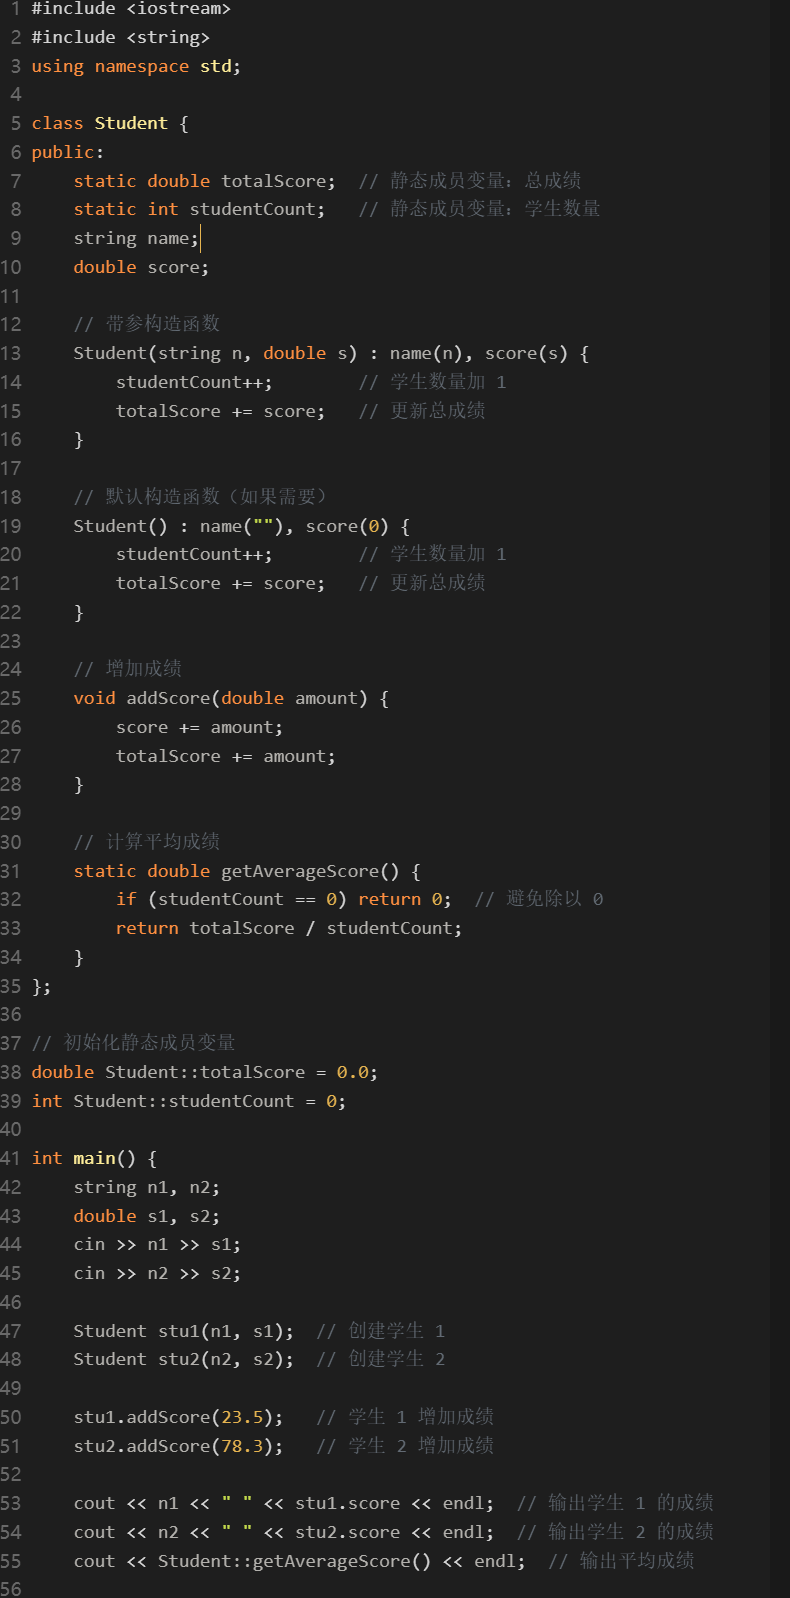 1 #include <iostream>
2 #include <string>
3 using namespace std;
4
5 class Student {
6 public:
7     static double totalScore;  // 静态成员变量：总成绩
8     static int studentCount;   // 静态成员变量：学生数量
9     string name;
10     double score;
11
12     // 带参构造函数
13     Student(string n, double s) : name(n), score(s) {
14         studentCount++;        // 学生数量加 1
15         totalScore += score;   // 更新总成绩
16     }
17
18     // 默认构造函数（如果需要）
19     Student() : name(""), score(0) {
20         studentCount++;        // 学生数量加 1
21         totalScore += score;   // 更新总成绩
22     }
23
24     // 增加成绩
25     void addScore(double amount) {
26         score += amount;
27         totalScore += amount;
28     }
29
30     // 计算平均成绩
31     static double getAverageScore() {
32         if (studentCount == 0) return 0;  // 避免除以 0
33         return totalScore / studentCount;
34     }
35 };
36
37 // 初始化静态成员变量
38 double Student::totalScore = 0.0;
39 int Student::studentCount = 0;
40
41 int main() {
42     string n1, n2;
43     double s1, s2;
44     cin >> n1 >> s1;
45     cin >> n2 >> s2;
46
47     Student stu1(n1, s1);  // 创建学生 1
48     Student stu2(n2, s2);  // 创建学生 2
49
50     stu1.addScore(23.5);   // 学生 1 增加成绩
51     stu2.addScore(78.3);   // 学生 2 增加成绩
52
53     cout << n1 << " " << stu1.score << endl;  // 输出学生 1 的成绩
54     cout << n2 << " " << stu2.score << endl;  // 输出学生 2 的成绩
55     cout << Student::getAverageScore() << endl;  // 输出平均成绩
56